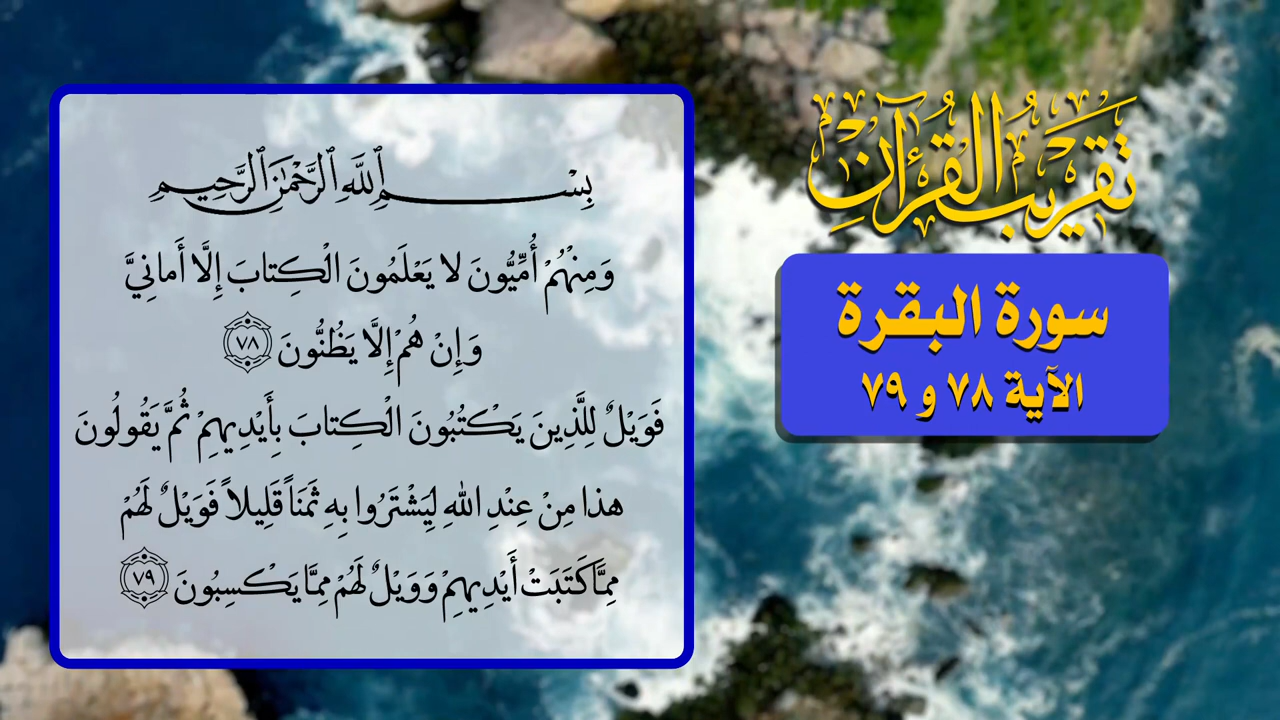 تقريب القرآن
سورة البقرة
الآية ٧٨ و ٧٩
بِسْمِ ٱللَّهِ ٱلرَّحْمَٰنِ ٱلرَّحِيمِ
وَمِنْهُمْ أُمِّيُّونَ لا يَعْلَمُونَ الْكِتابَ إِلَّا أَمانِيَّ
وَإِنْ هُمْ إِلَّا يَظُنُّونَ ٧٨
فَوَيْلٌ لِلَّذِينَ يَكْتُبُونَ الْكِتابَ بِأَيْدِيهِمْ ثُمَّ يَقُولُونَ
هذا مِنْ عِنْدِ اللهِ لِيَشْتَرُوا بِهِ ثَمَناً قَلِيلاً فَوَيْلٌ لَهُمْ
مِمَّا كَتَبَتْ أَيْدِيهِمْ وَوَيْلٌ لَهُمْ مِمَّا يَكْسِبُونَ ٧٩